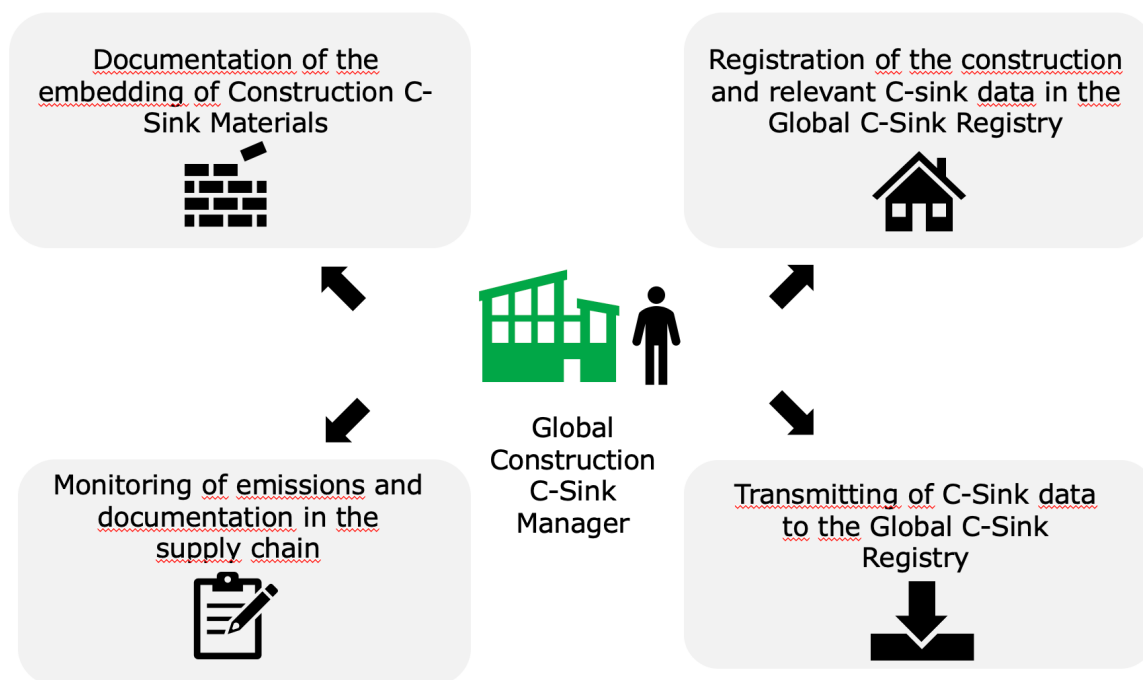 Documentation of the
embedding of Construction C-
Sink Materials
Registration of the construction
and relevant C-sink data in the
Global C-Sink Registry
Global
Construction
C-Sink
Manager
Monitoring of emissions and
documentation in the
supply chain
Transmitting of C-Sink data
to the Global C-Sink
Registry